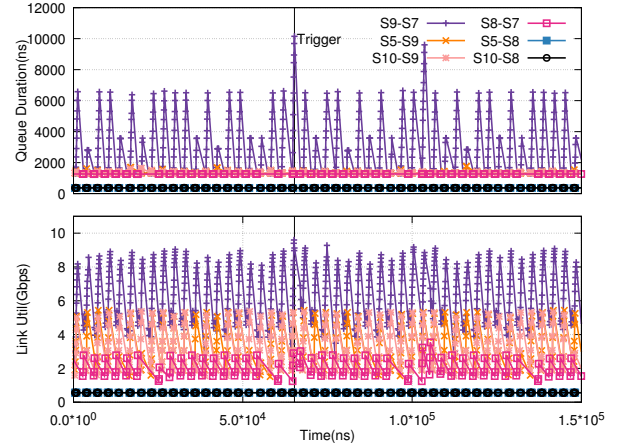 12000
10000
8000
6000
4000
2000
0
Queue Duration(ns)
Trigger
S9-S7 S8-S7
S5-S9 S5-S8
S10-S9 S10-S8
10
8
6
4
2
0
Link Util(Gbps)
0.0*10^0 5.0*10^4 1.0*10^5 1.5*10^5
Time(ns)